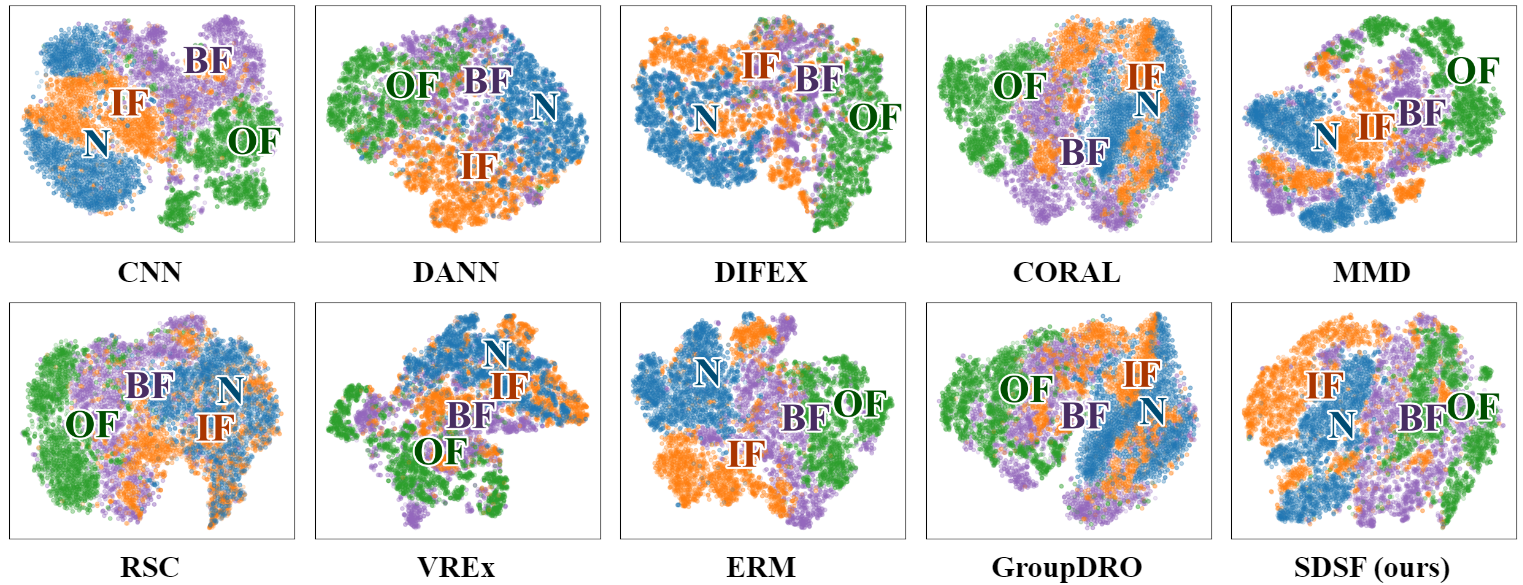 BF
IF
N
OF
CNN
OF
BF
N
IF
DANN
IF
BF
N
OF
DIFEX
OF
IF
N
BF
CORAL
OF
BF
IF
N
MMD
BF
N
OF
IF
RSC
N
IF
BF
OF
VREx
N
OF
BF
IF
ERM
IF
OF
BF
N
GroupDRO
IF
OF
BF
N
SDSF (ours)